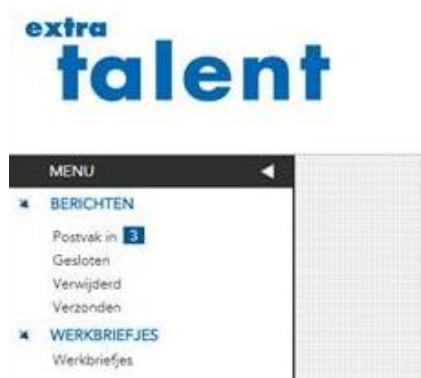 extra
talent
MENU
BERICHTEN
Postvak in 3
Gesloten
Verwijderd
Verzonden
WERKBRIEFJES
Werkbriefjes